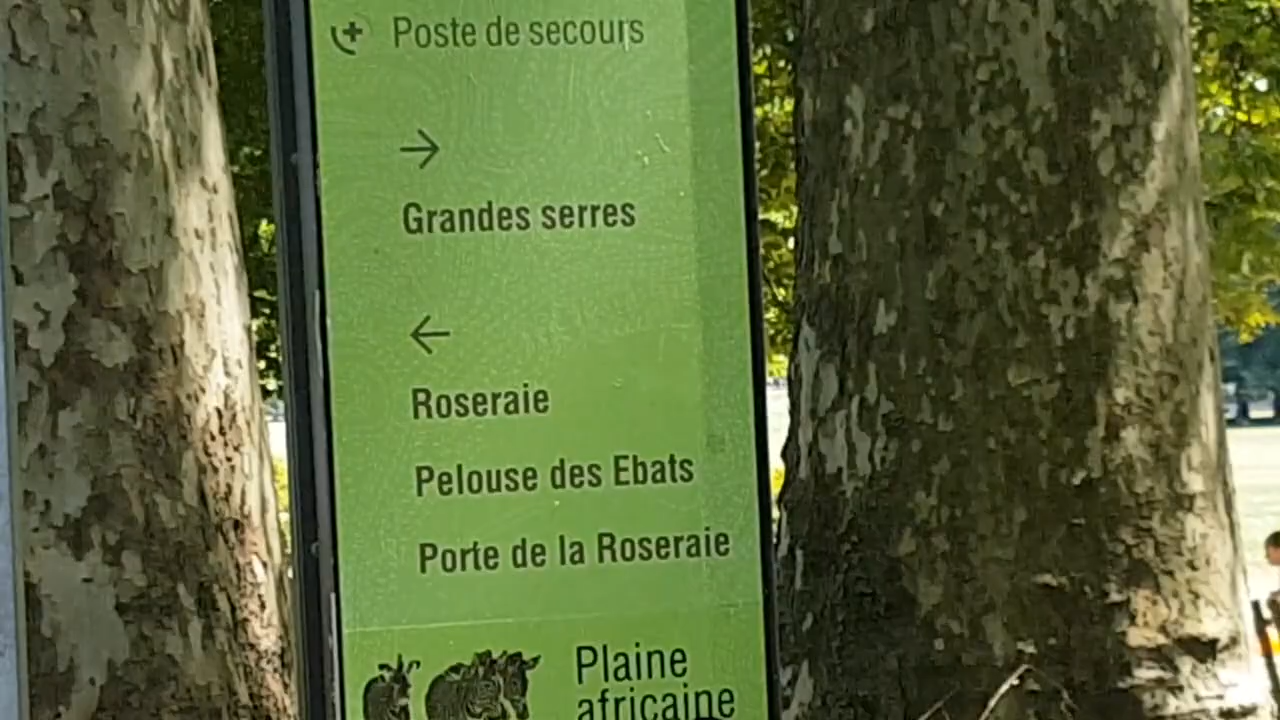 Poste de secours
→
Grandes serres
←
Roseraie
Pelouse des Ebats
Porte de la Roseraie
Plaine
africaine